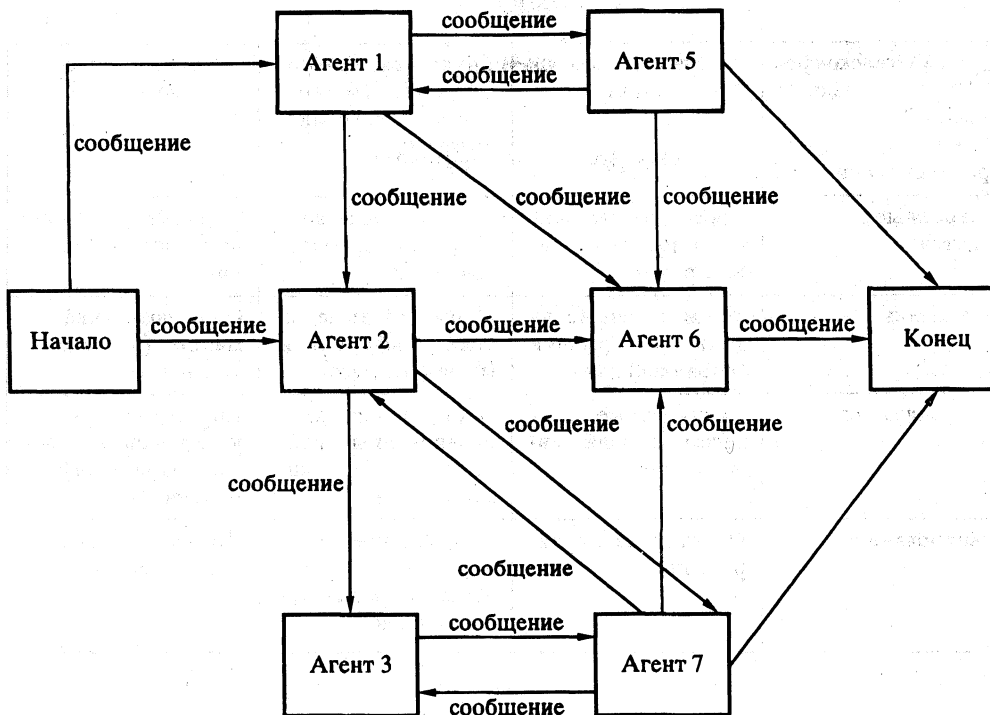 сообщение
Агент 1
Агент 5
сообщение
сообщение
сообщение
сообщение
сообщение
Начало
сообщение
Агент 2
сообщение
Агент 6
сообщение
Конец
сообщение
сообщение
сообщение
сообщение
Агент 3
сообщение
Агент 7
сообщение